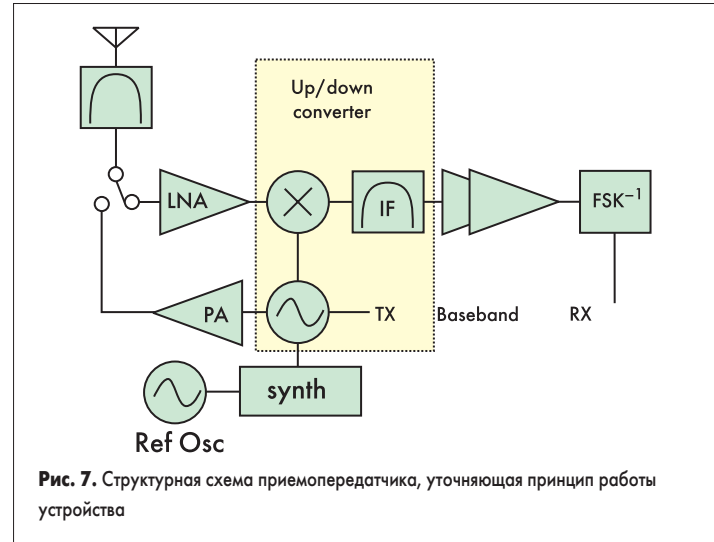 Up/down
converter
LNA
IF
FSK⁻¹
PA
TX
Baseband
RX
synth
Ref Osc
Рис. 7. Структурная схема приемопередатчика, уточняющая принцип работы
устройства